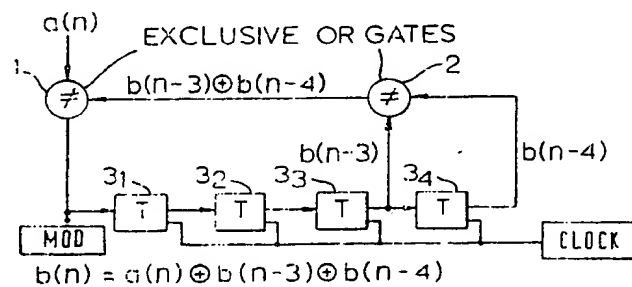 a(n)
EXCLUSIVE OR GATES
1
≠
b(n-3)⊕b(n-4)
≠
2
b(n-3)
b(n-4)
3₁
3₂
3₃
3₄
T
T
T
T
MOD
CLOCK
b(n) = a(n)⊕b(n-3)⊕b(n-4)